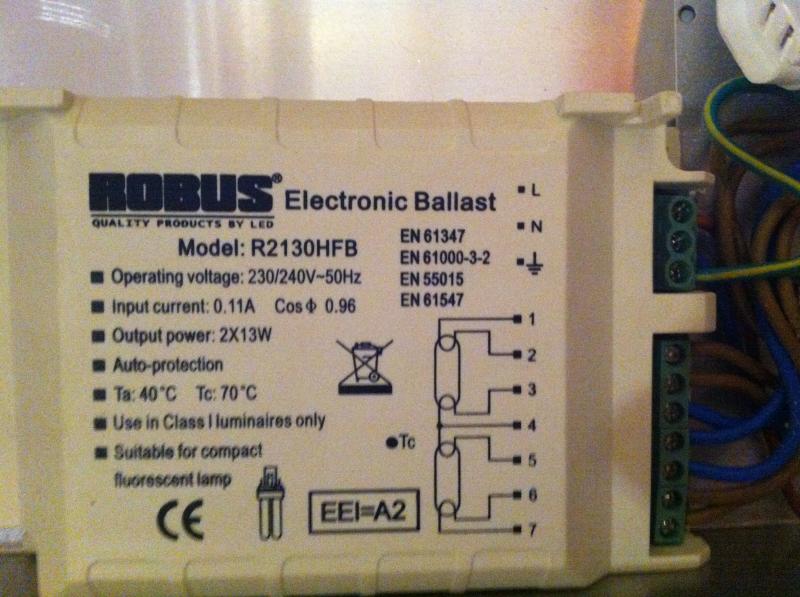 ROBUS® Electronic Ballast
QUALITY PRODUCTS BY LED
Model: R2130HFB
Operating voltage: 230/240V~50Hz
Input current: 0.11A CosΦ 0.96
Output power: 2X13W
Auto-protection
Ta: 40°C Tc: 70°C
Use in Class I luminaires only
Suitable for compact
fluorescent lamp
CE
EEI=A2
EN 61347
EN 61000-3-2
EN 55015
EN 61547
Tc
L
N
1
2
3
4
5
6
7